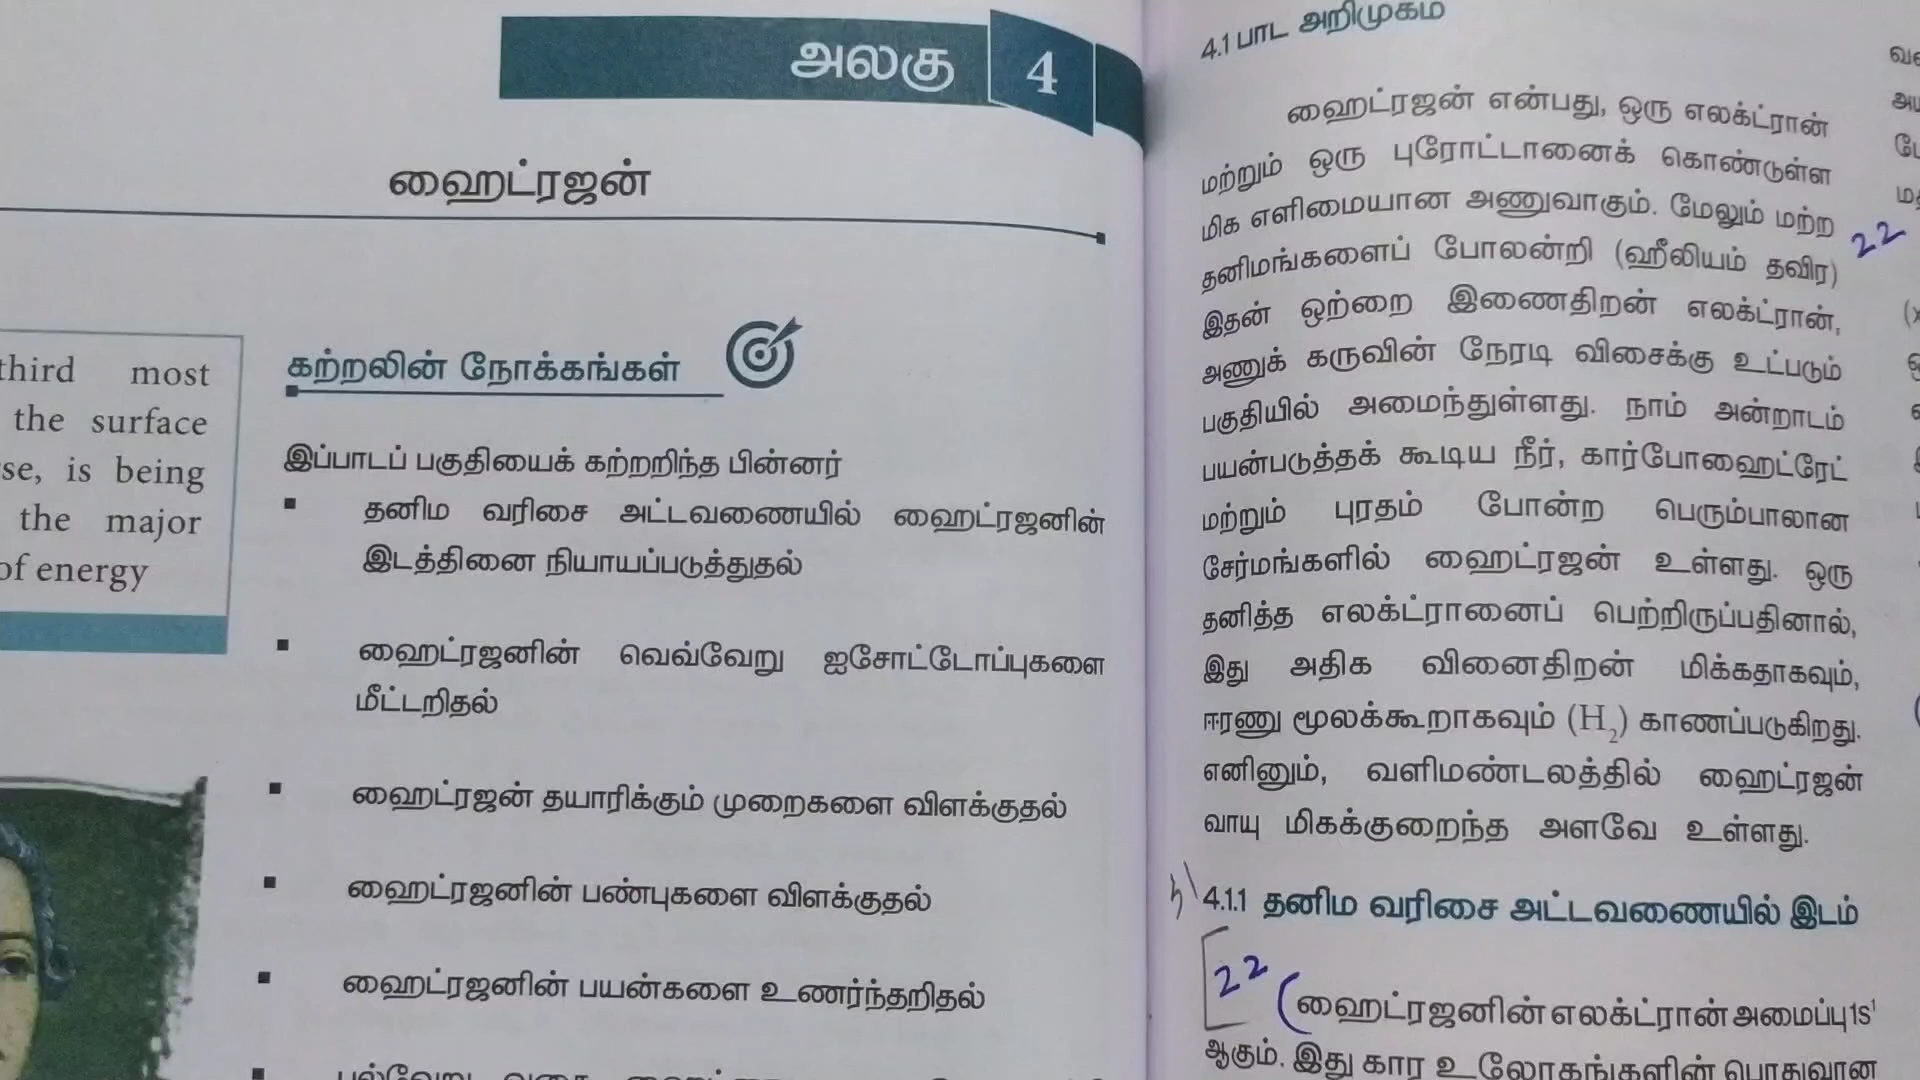 அலகு 4
ஹைட்ரஜன்
third most
the surface
se, is being
the major
of energy
கற்றலின் நோக்கங்கள்
இப்பாடப் பகுதியைக் கற்றறிந்த பின்னர்
▪ தனிம வரிசை அட்டவணையில் ஹைட்ரஜனின்
இடத்தினை நியாயப்படுத்துதல்
▪ ஹைட்ரஜனின் வெவ்வேறு ஐசோட்டோப்புகளை
மீட்டறிதல்
▪ ஹைட்ரஜன் தயாரிக்கும் முறைகளை விளக்குதல்
▪ ஹைட்ரஜனின் பண்புகளை விளக்குதல்
▪ ஹைட்ரஜனின் பயன்களை உணர்ந்தறிதல்
4.1 பாட அறிமுகம்
ஹைட்ரஜன் என்பது, ஒரு எலக்ட்ரான்
மற்றும் ஒரு புரோட்டானைக் கொண்டுள்ள
மிக எளிமையான அணுவாகும். மேலும் மற்ற
22
தனிமங்களைப் போலன்றி (ஹீலியம் தவிர)
இதன் ஒற்றை இணைதிறன் எலக்ட்ரான்,
அணுக் கருவின் நேரடி விசைக்கு உட்படும்
பகுதியில் அமைந்துள்ளது. நாம் அன்றாடம்
பயன்படுத்தக் கூடிய நீர், கார்போஹைட்ரேட்
மற்றும் புரதம் போன்ற பெரும்பாலான
சேர்மங்களில் ஹைட்ரஜன் உள்ளது. ஒரு
தனித்த எலக்ட்ரானைப் பெற்றிருப்பதினால்,
இது அதிக வினைதிறன் மிக்கதாகவும்,
ஈரணு மூலக்கூறாகவும் (H₂) காணப்படுகிறது.
எனினும், வளிமண்டலத்தில் ஹைட்ரஜன்
வாயு மிகக்குறைந்த அளவே உள்ளது.
4.1.1 தனிம வரிசை அட்டவணையில் இடம்
22
(ஹைட்ரஜனின் எலக்ட்ரான் அமைப்பு 1s¹
ஆகும். இது கார உலோகங்களின் பொதுவான